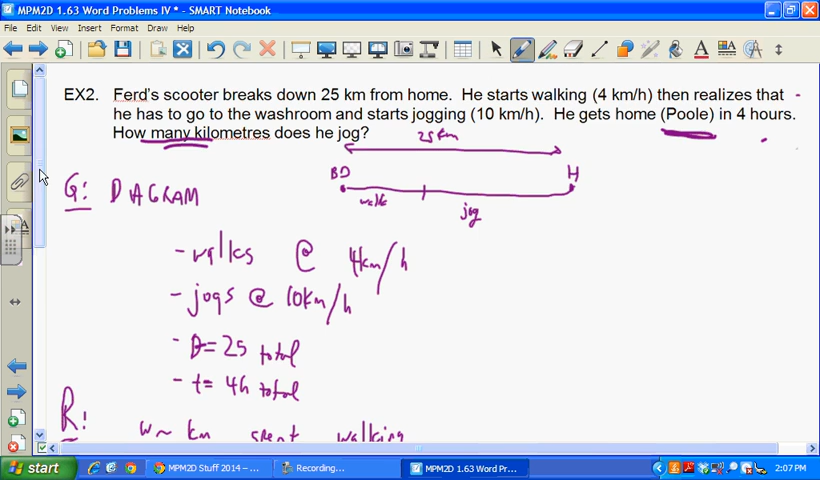 MPM2D 1.63 Word Problems IV * - SMART Notebook
File Edit View Insert Format Draw Help
EX2. Ferd's scooter breaks down 25 km from home. He starts walking (4 km/h) then realizes that
he has to go to the washroom and starts jogging (10 km/h). He gets home (Poole) in 4 hours.
How many kilometres does he jog?
25km
BD H
walk
jog
G: DIAGRAM
- walks @ 4km/h
- jogs @ 10km/h
- D=25 total
- t= 4h total
R:
w~ km spent walking
start
MPM2D Stuff 2014 - ...
Recording...
MPM2D 1.63 Word Pr...
2:07 PM